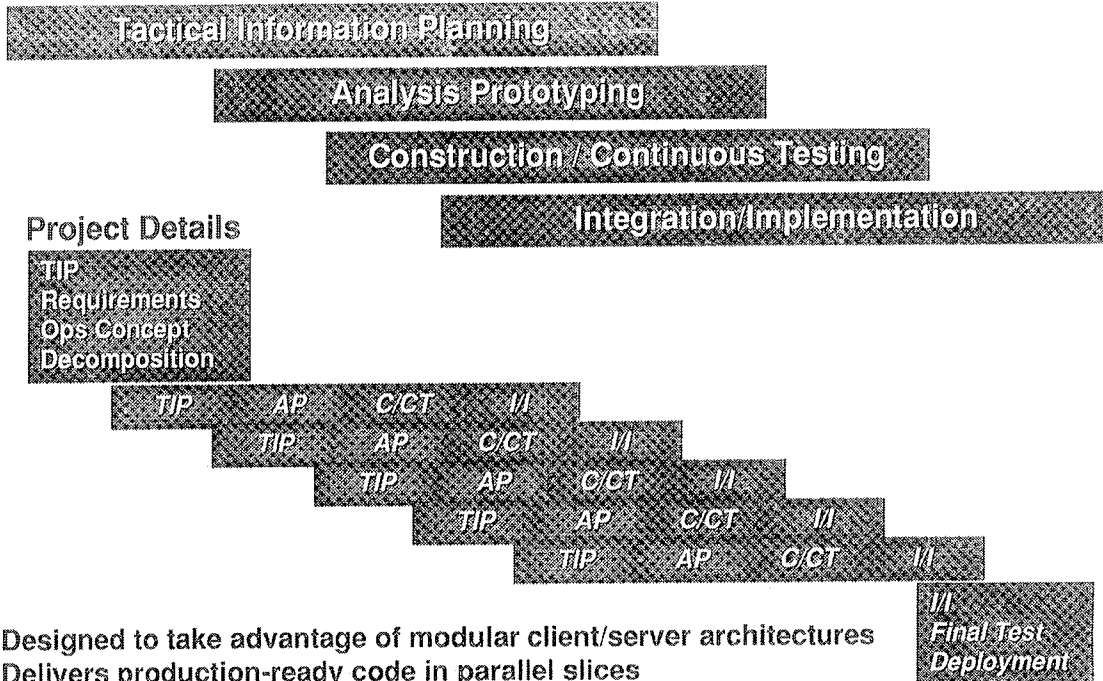 Tactical Information Planning
Analysis Prototyping
Construction / Continuous Testing
Integration/Implementation
Project Details
TIP
Requirements
Ops Concept
Decomposition
TIP AP C/CT I/I
TIP AP C/CT I/I
TIP AP C/CT I/I
TIP AP C/CT I/I
TIP AP C/CT I/I
I/I
Final Test
Deployment
Designed to take advantage of modular client/server architectures
Delivers production-ready code in parallel slices